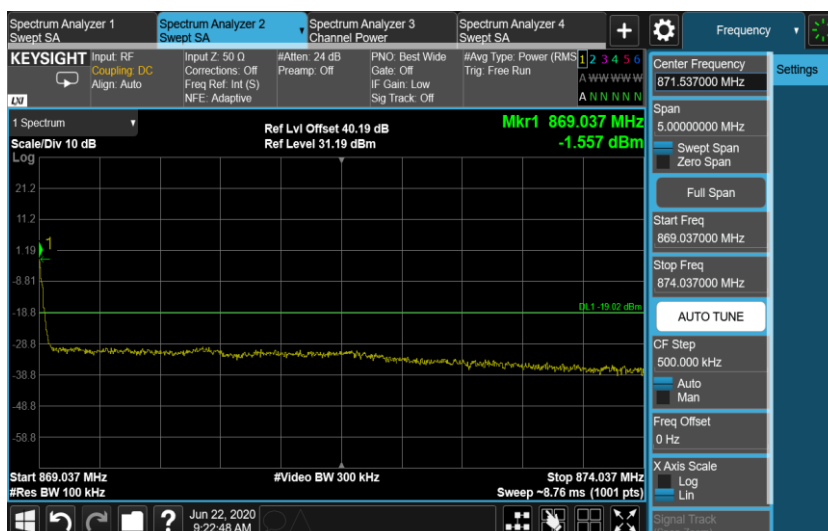 Spectrum Analyzer 1
Swept SA
Spectrum Analyzer 2
Swept SA
Spectrum Analyzer 3
Channel Power
Spectrum Analyzer 4
Swept SA
+
Frequency
KEYSIGHT
LXI
Input: RF
Coupling: DC
Align: Auto
Input Z: 50 Ω
Corrections: Off
Freq Ref: Int (S)
NFE: Adaptive
#Atten: 24 dB
Preamp: Off
PNO: Best Wide
Gate: Off
IF Gain: Low
Sig Track: Off
#Avg Type: Power (RMS
Trig: Free Run
1 2 3 4 5 6
A W W W W W
A N N N N N
1 Spectrum
Scale/Div 10 dB
Log
Ref Lvl Offset 40.19 dB
Ref Level 31.19 dBm
Mkr1 869.037 MHz
-1.557 dBm
21.2
11.2
1.19
-8.81
-18.8
-28.8
-38.8
-48.8
-58.8
1
DL1 -19.02 dBm
Start 869.037 MHz
#Res BW 100 kHz
#Video BW 300 kHz
Stop 874.037 MHz
Sweep ~8.76 ms (1001 pts)
?
Jun 22, 2020
9:22:48 AM
Center Frequency
871.537000 MHz
Span
5.00000000 MHz
Swept Span
Zero Span
Full Span
Start Freq
869.037000 MHz
Stop Freq
874.037000 MHz
AUTO TUNE
CF Step
500.000 kHz
Auto
Man
Freq Offset
0 Hz
X Axis Scale
Log
Lin
Signal Track
Settings